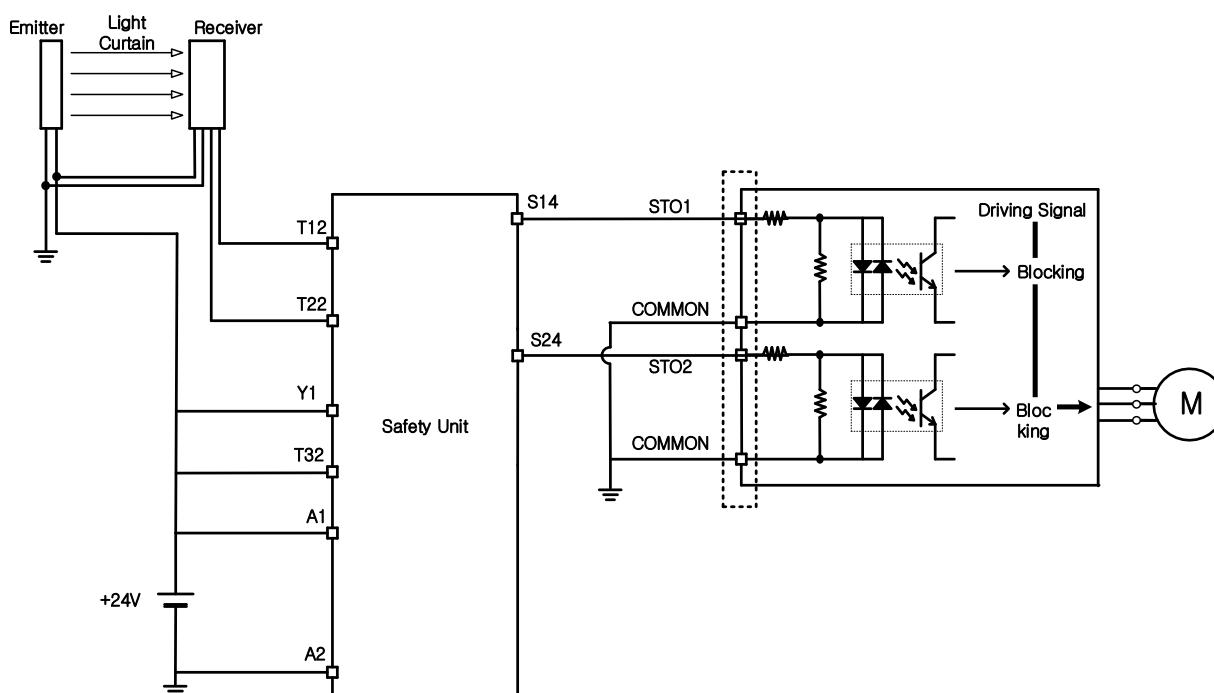 Emitter
Light
Curtain
Receiver
T12
T22
Y1
T32
A1
+24V
A2
Safety Unit
S14
S24
STO1
COMMON
STO2
COMMON
Driving Signal
Blocking
Bloc
king
M